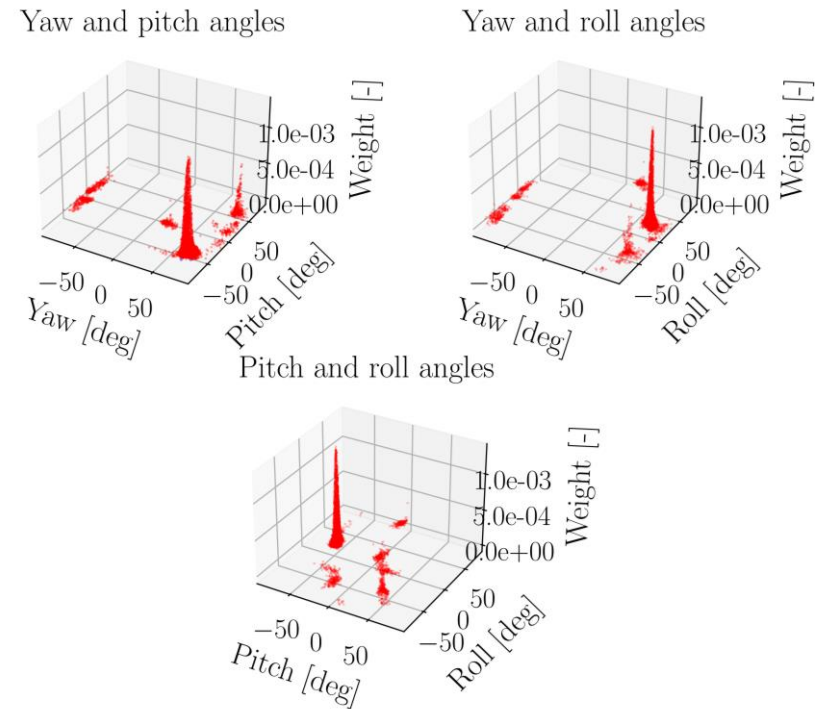 Yaw and pitch angles
Weight [-]
1.0e-03
5.0e-04
0.0e+00
−50 0 50
Yaw [deg]
−50 0 50
Pitch [deg]
Yaw and roll angles
Weight [-]
1.0e-03
5.0e-04
0.0e+00
−50 0 50
Yaw [deg]
−50 0 50
Roll [deg]
Pitch and roll angles
Weight [-]
1.0e-03
5.0e-04
0.0e+00
−50 0 50
Pitch [deg]
−50 0 50
Roll [deg]